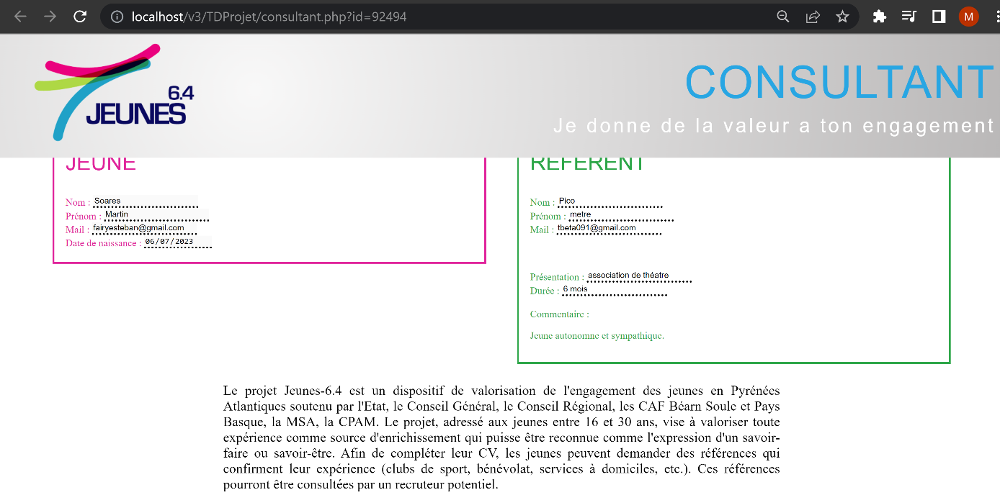 localhost/v3/TDProjet/consultant.php?id=92494
M
6.4
JEUNES
CONSULTANT
Je donne de la valeur a ton engagement
JEUNE
Nom : Soares
Prénom : Martin
Mail : fairyesteban@gmail.com
Date de naissance : 06/07/2023
REFERENT
Nom : Pico
Prénom : metre
Mail : tbeta091@gmail.com
Présentation : association de théatre
Durée : 6 mois
Commentaire :
Jeune autonomne et sympathique.
Le projet Jeunes-6.4 est un dispositif de valorisation de l'engagement des jeunes en Pyrénées
Atlantiques soutenu par l'Etat, le Conseil Général, le Conseil Régional, les CAF Béarn Soule et Pays
Basque, la MSA, la CPAM. Le projet, adressé aux jeunes entre 16 et 30 ans, vise à valoriser toute
expérience comme source d'enrichissement qui puisse être reconnue comme l'expression d'un savoir-
faire ou savoir-être. Afin de compléter leur CV, les jeunes peuvent demander des références qui
confirment leur expérience (clubs de sport, bénévolat, services à domiciles, etc.). Ces références
pourront être consultées par un recruteur potentiel.